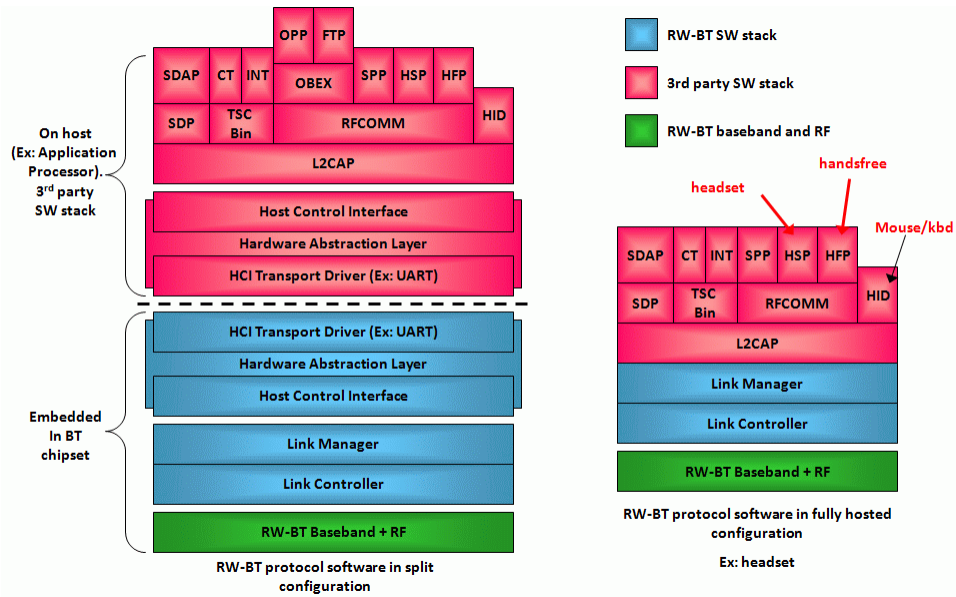 OPP FTP
SDAP CT INT OBEX SPP HSP HFP
SDP TSC Bin RFCOMM HID
L2CAP
On host
(Ex: Application
Processor).
3rd party
SW stack
Host Control Interface
Hardware Abstraction Layer
HCI Transport Driver (Ex: UART)
HCI Transport Driver (Ex: UART)
Hardware Abstraction Layer
Host Control Interface
Embedded
In BT
chipset
Link Manager
Link Controller
RW-BT Baseband + RF
RW-BT protocol software in split
configuration
RW-BT SW stack
3rd party SW stack
RW-BT baseband and RF
handsfree
headset
Mouse/kbd
SDAP CT INT SPP HSP HFP
SDP TSC Bin RFCOMM HID
L2CAP
Link Manager
Link Controller
RW-BT Baseband + RF
RW-BT protocol software in fully hosted
configuration
Ex: headset